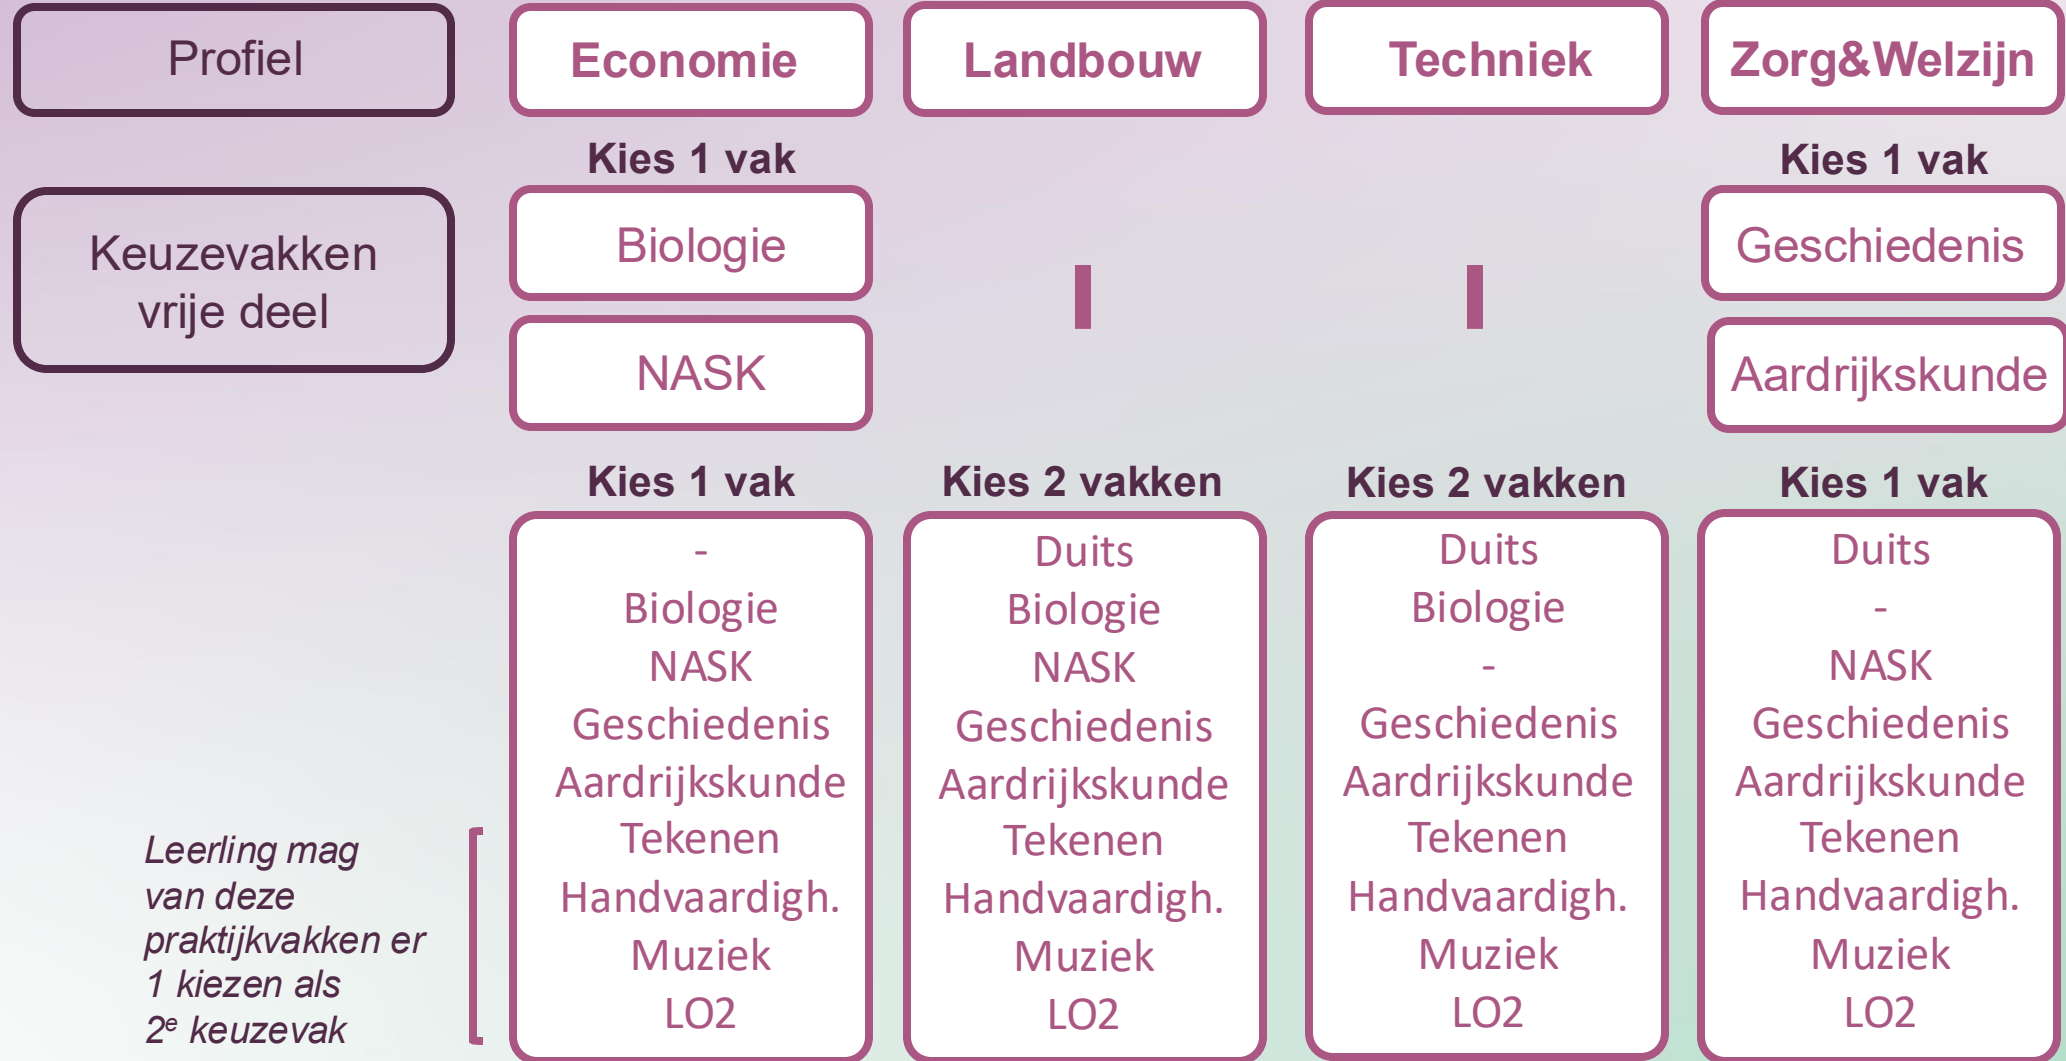 Profiel
Economie
Landbouw
Techniek
Zorg&Welzijn
Keuzevakken
vrije deel
Kies 1 vak
Biologie
NASK
Kies 1 vak
Geschiedenis
Aardrijkskunde
Kies 1 vak
-
Biologie
NASK
Geschiedenis
Aardrijkskunde
Tekenen
Handvaardigh.
Muziek
LO2
Kies 2 vakken
Duits
Biologie
NASK
Geschiedenis
Aardrijkskunde
Tekenen
Handvaardigh.
Muziek
LO2
Kies 2 vakken
Duits
Biologie
-
Geschiedenis
Aardrijkskunde
Tekenen
Handvaardigh.
Muziek
LO2
Kies 1 vak
Duits
-
NASK
Geschiedenis
Aardrijkskunde
Tekenen
Handvaardigh.
Muziek
LO2
Leerling mag
van deze
praktijkvakken er
1 kiezen als
2e keuzevak